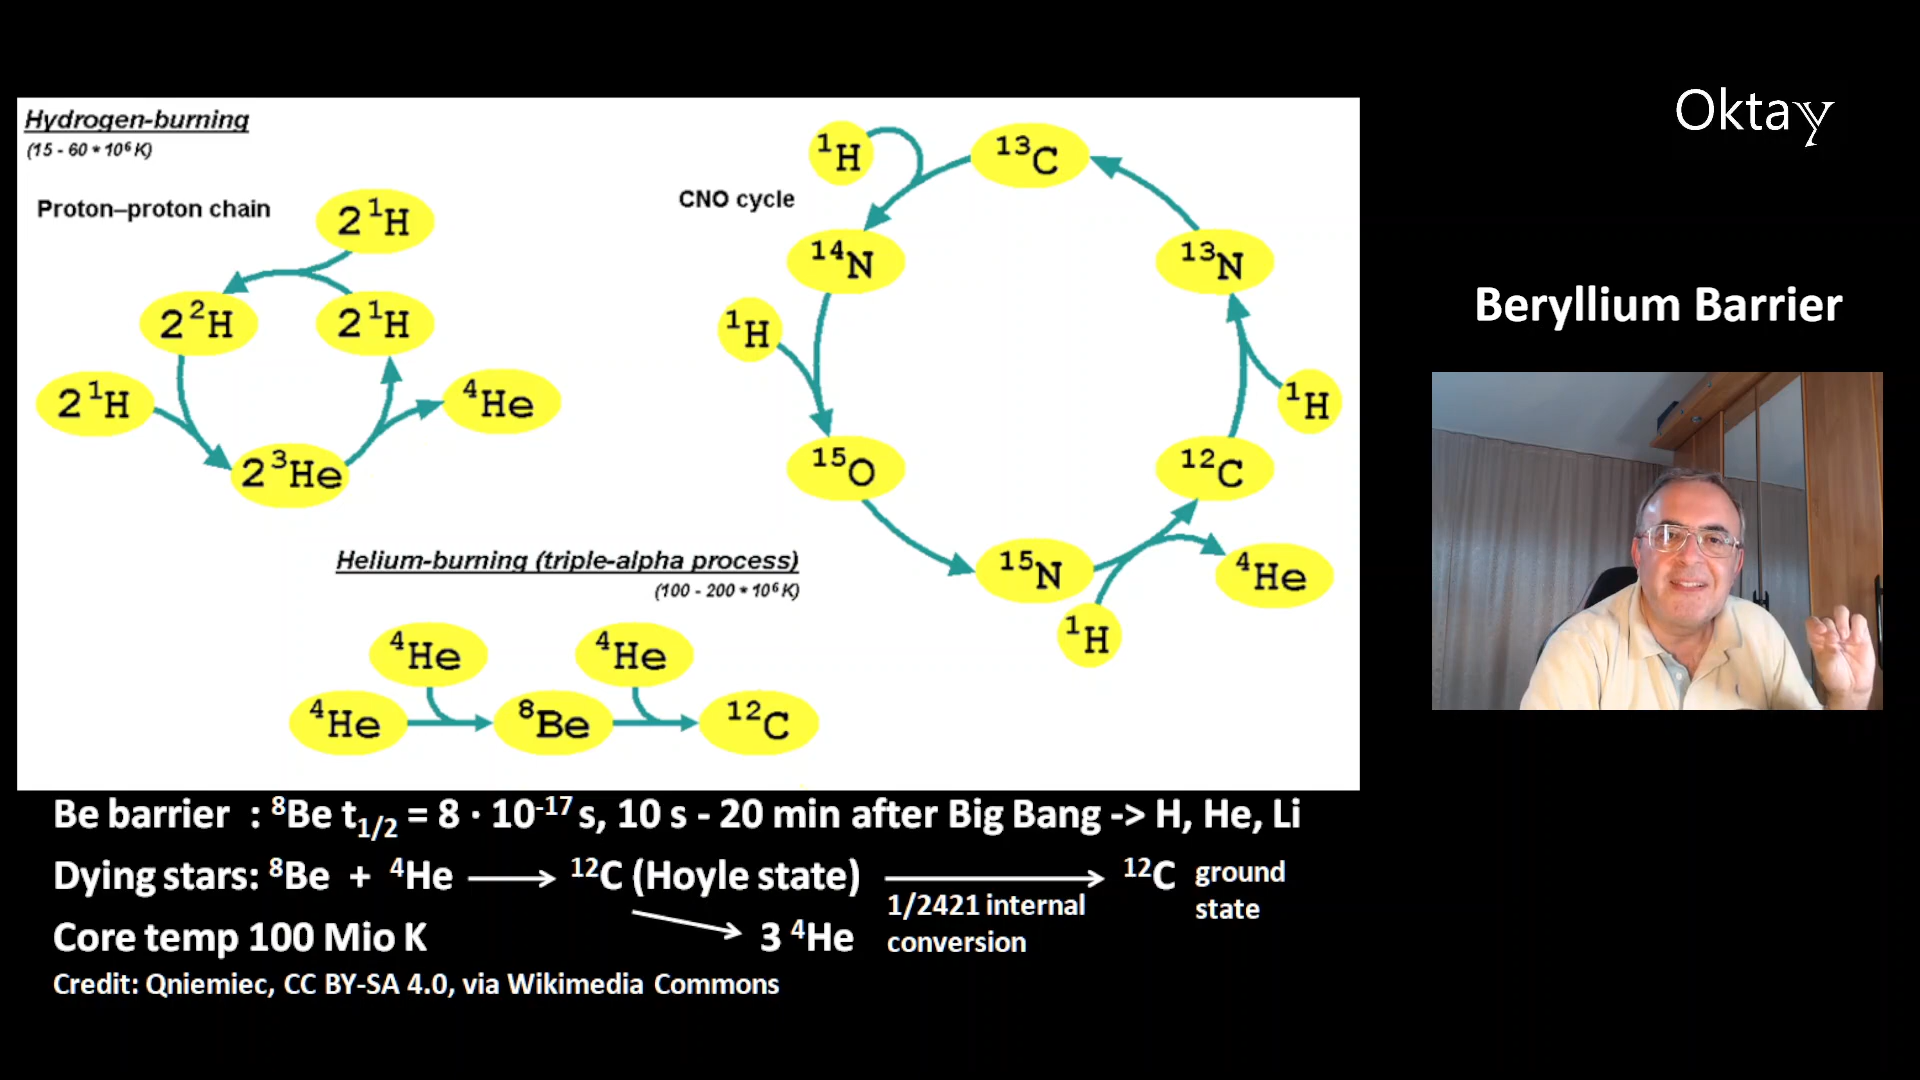 Oktay
Hydrogen-burning
(15 - 60 * 10⁶ K)
Proton–proton chain
2 ¹H
2 ²H
2 ¹H
2 ¹H
⁴He
2 ³He
CNO cycle
¹H
¹³C
¹⁴N
¹³N
¹H
¹H
¹⁵O
¹²C
¹⁵N
⁴He
¹H
Helium-burning (triple-alpha process)
(100 - 200 * 10⁶ K)
⁴He
⁴He
⁴He
⁸Be
¹²C
Beryllium Barrier
Be barrier : ⁸Be t₁/₂ = 8 · 10⁻¹⁷ s, 10 s - 20 min after Big Bang -> H, He, Li
Dying stars: ⁸Be + ⁴He ⟶ ¹²C (Hoyle state) ⟶ ¹²C ground state
1/2421 internal conversion
Core temp 100 Mio K
3 ⁴He
Credit: Qniemiec, CC BY-SA 4.0, via Wikimedia Commons